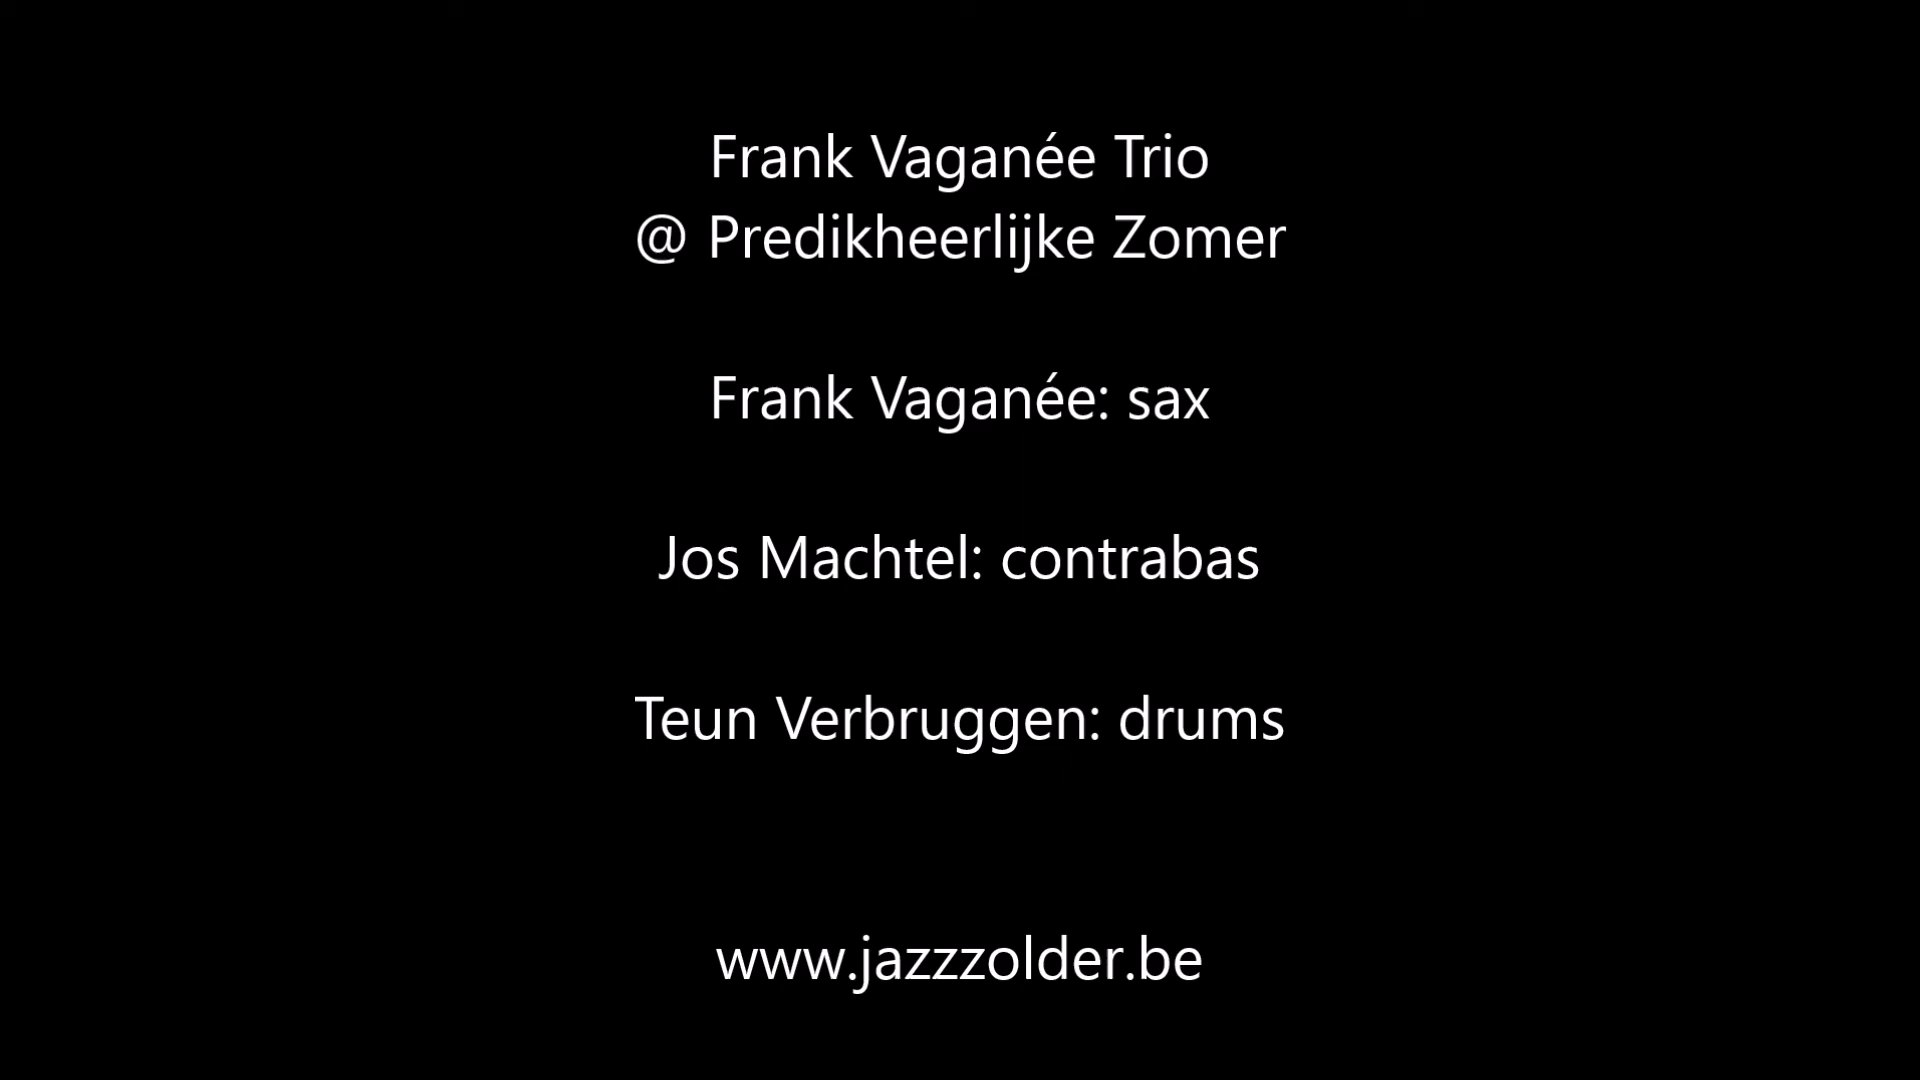 Frank Vaganée Trio
@ Predikheerlijke Zomer
Frank Vaganée: sax
Jos Machtel: contrabas
Teun Verbruggen: drums
www.jazzzolder.be